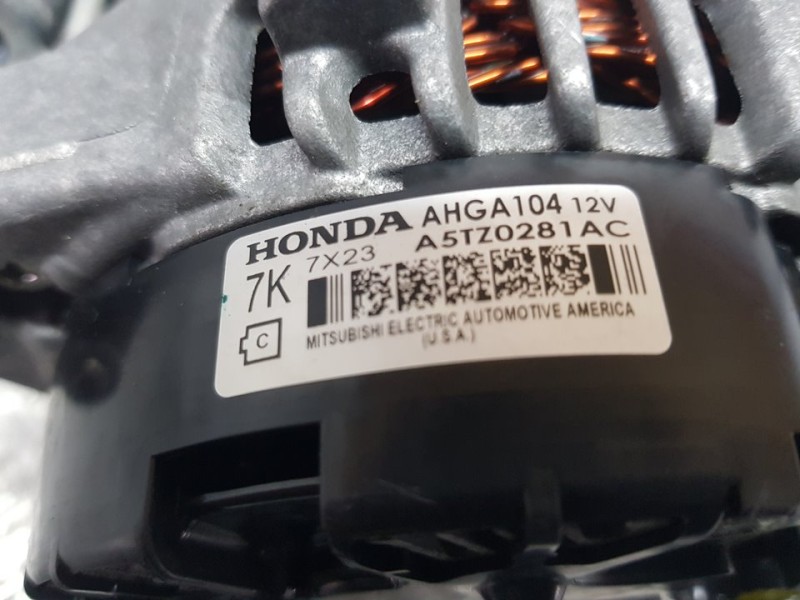 HONDA AHGA104 12V
7K 7X23 A5TZ0281AC
C
MITSUBISHI ELECTRIC AUTOMOTIVE AMERICA
(U.S.A.)